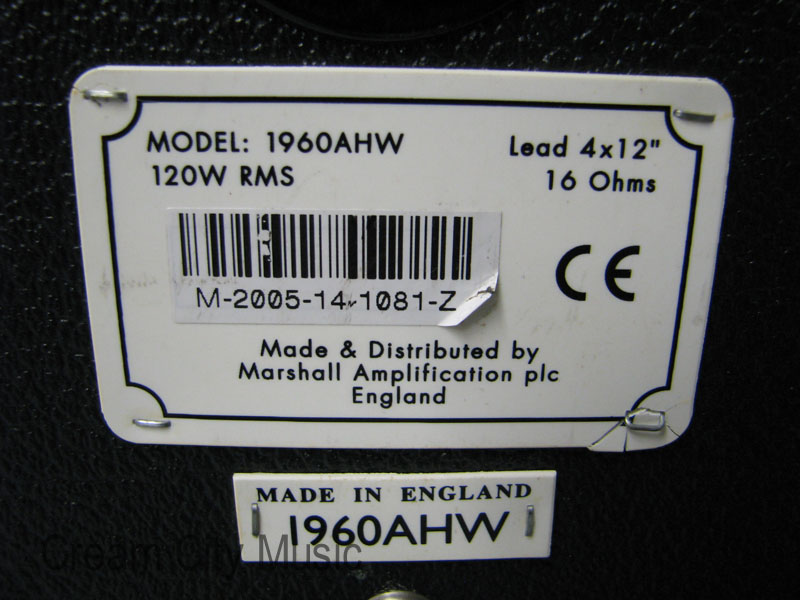 MODEL: 1960AHW
Lead 4x12"
120W RMS
16 Ohms
M-2005-14-1081-Z
CE
Made & Distributed by
Marshall Amplification plc
England
MADE IN ENGLAND
1960AHW
Cream City Music